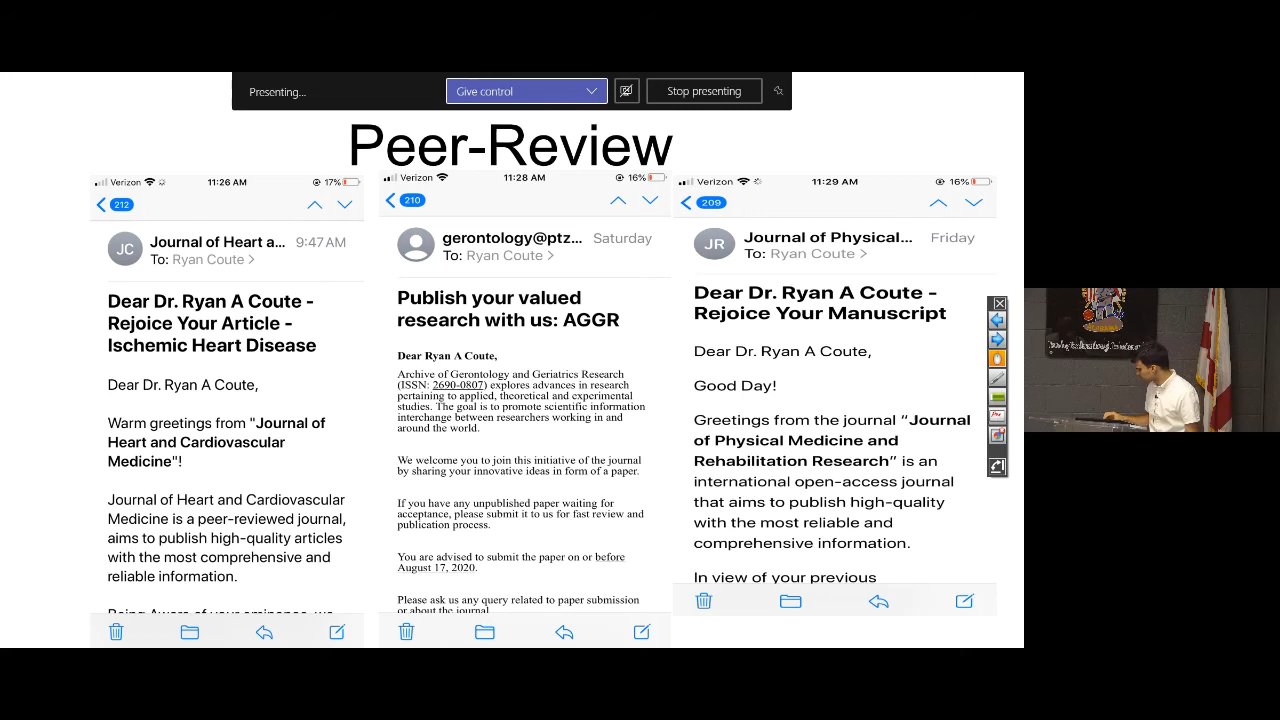 Presenting...
Give control
Stop presenting
Peer-Review
Verizon
11:26 AM
17%
212
JC
Journal of Heart a...
9:47 AM
To: Ryan Coute >
Dear Dr. Ryan A Coute -
Rejoice Your Article -
Ischemic Heart Disease
Dear Dr. Ryan A Coute,
Warm greetings from "Journal of
Heart and Cardiovascular
Medicine"!
Journal of Heart and Cardiovascular
Medicine is a peer-reviewed journal,
aims to publish high-quality articles
with the most comprehensive and
reliable information.
Being Aware of your eminence, we
Verizon
11:28 AM
16%
210
gerontology@ptz...
Saturday
To: Ryan Coute >
Publish your valued
research with us: AGGR
Dear Ryan A Coute,
Archive of Gerontology and Geriatrics Research
(ISSN: 2690-0807) explores advances in research
pertaining to applied, theoretical and experimental
studies. The goal is to promote scientific information
interchange between researchers working in and
around the world.
We welcome you to join this initiative of the journal
by sharing your innovative ideas in form of a paper.
If you have any unpublished paper waiting for
acceptance, please submit it to us for fast review and
publication process.
You are advised to submit the paper on or before
August 17, 2020.
Please ask us any query related to paper submission
or about the journal
Verizon
11:29 AM
16%
209
JR
Journal of Physical...
Friday
To: Ryan Coute >
Dear Dr. Ryan A Coute -
Rejoice Your Manuscript
Dear Dr. Ryan A Coute,
Good Day!
Greetings from the journal “Journal
of Physical Medicine and
Rehabilitation Research” is an
international open-access journal
that aims to publish high-quality
with the most reliable and
comprehensive information.
In view of your previous